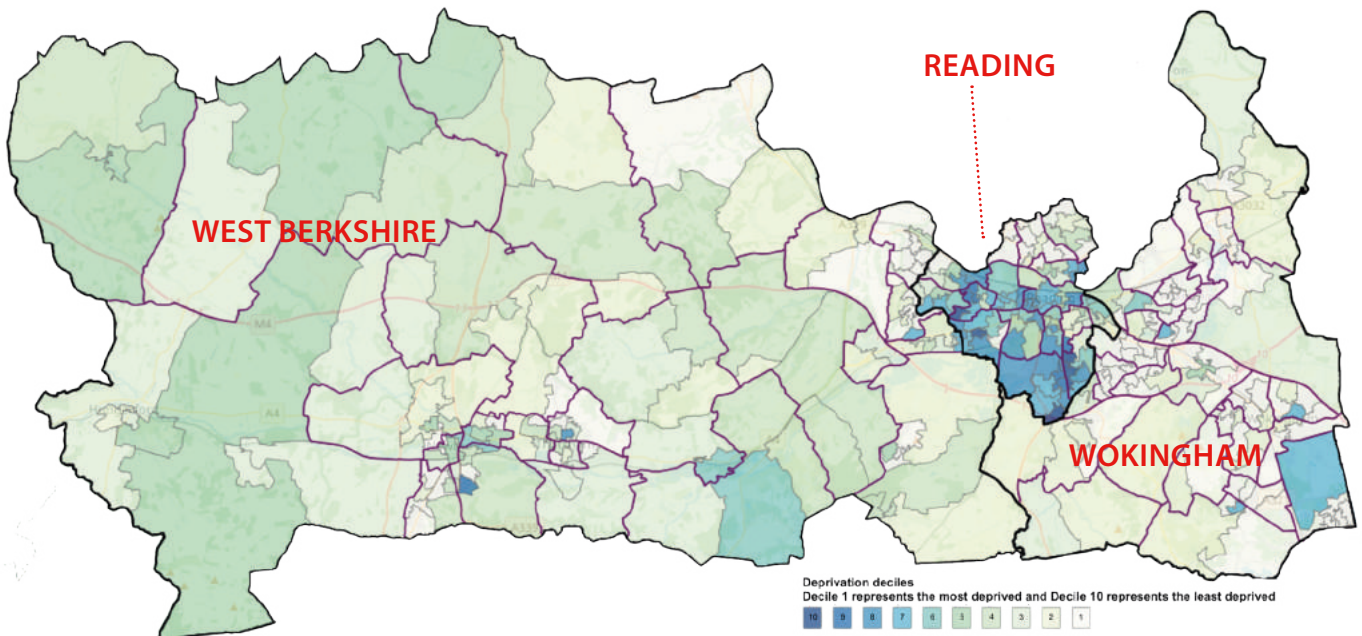 READING
WEST BERKSHIRE
M4
A4
WOKINGHAM
Deprivation deciles
Decile 1 represents the most deprived and Decile 10 represents the least deprived
10 9 8 7 6 5 4 3 2 1